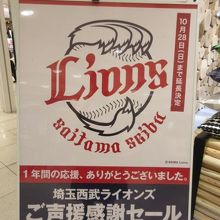 10月28日(日)まで延長決定
Lions
saitama seibu
1年間の応援、ありがとうございました。
埼玉西武ライオンズ
ご声援感謝セール